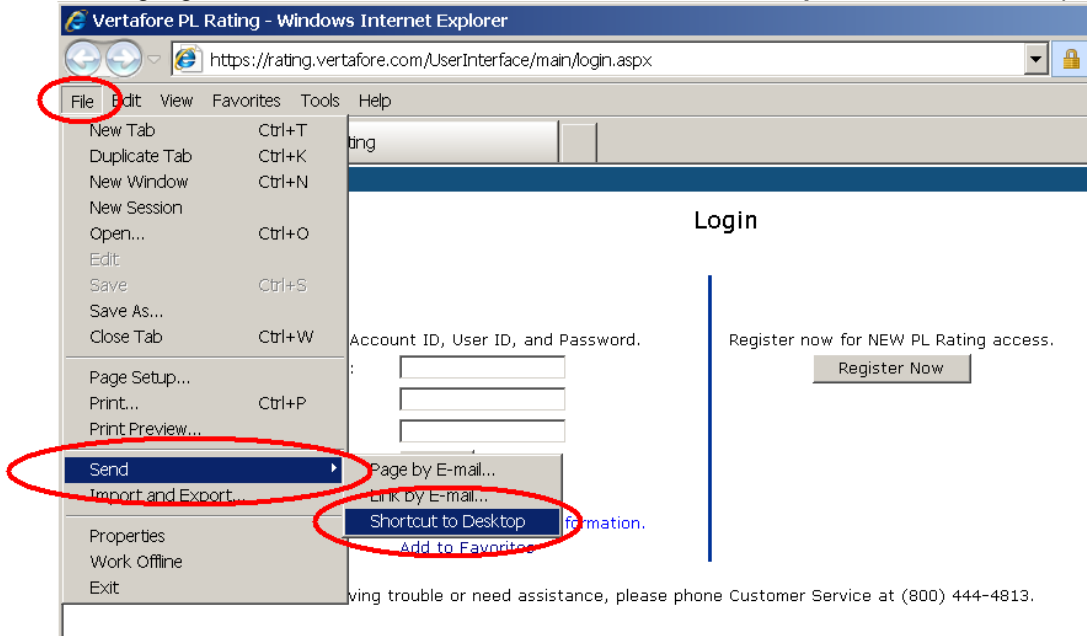 Vertafore PL Rating - Windows Internet Explorer
https://rating.vertafore.com/UserInterface/main/login.aspx
File Edit View Favorites Tools Help
New Tab Ctrl+T
ting
Duplicate Tab Ctrl+K
New Window Ctrl+N
New Session
Login
Open... Ctrl+O
Edit
Save Ctrl+S
Save As...
Close Tab Ctrl+W
Account ID, User ID, and Password.
Register now for NEW PL Rating access.
:
Register Now
Page Setup...
Print... Ctrl+P
Print Preview...
Send
Page by E-mail...
Import and Export...
Link by E-mail...
Shortcut to Desktop
formation.
Properties
Add to Favorites
Work Offline
Exit
ving trouble or need assistance, please phone Customer Service at (800) 444-4813.